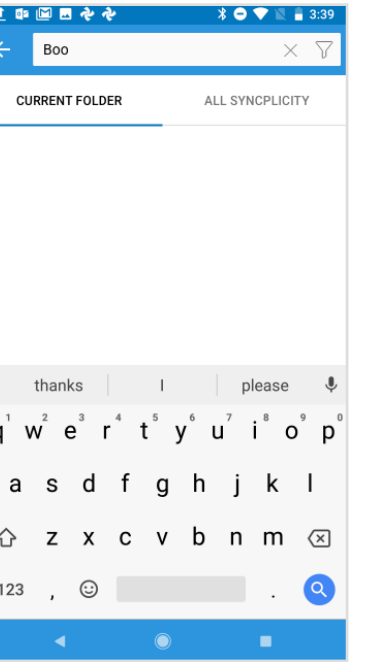 3:39
Boo
CURRENT FOLDER ALL SYNCPLICITY
thanks I please
1 2 3 4 5 6 7 8 9 0
q w e r t y u i o p
a s d f g h j k l
z x c v b n m
123 , .